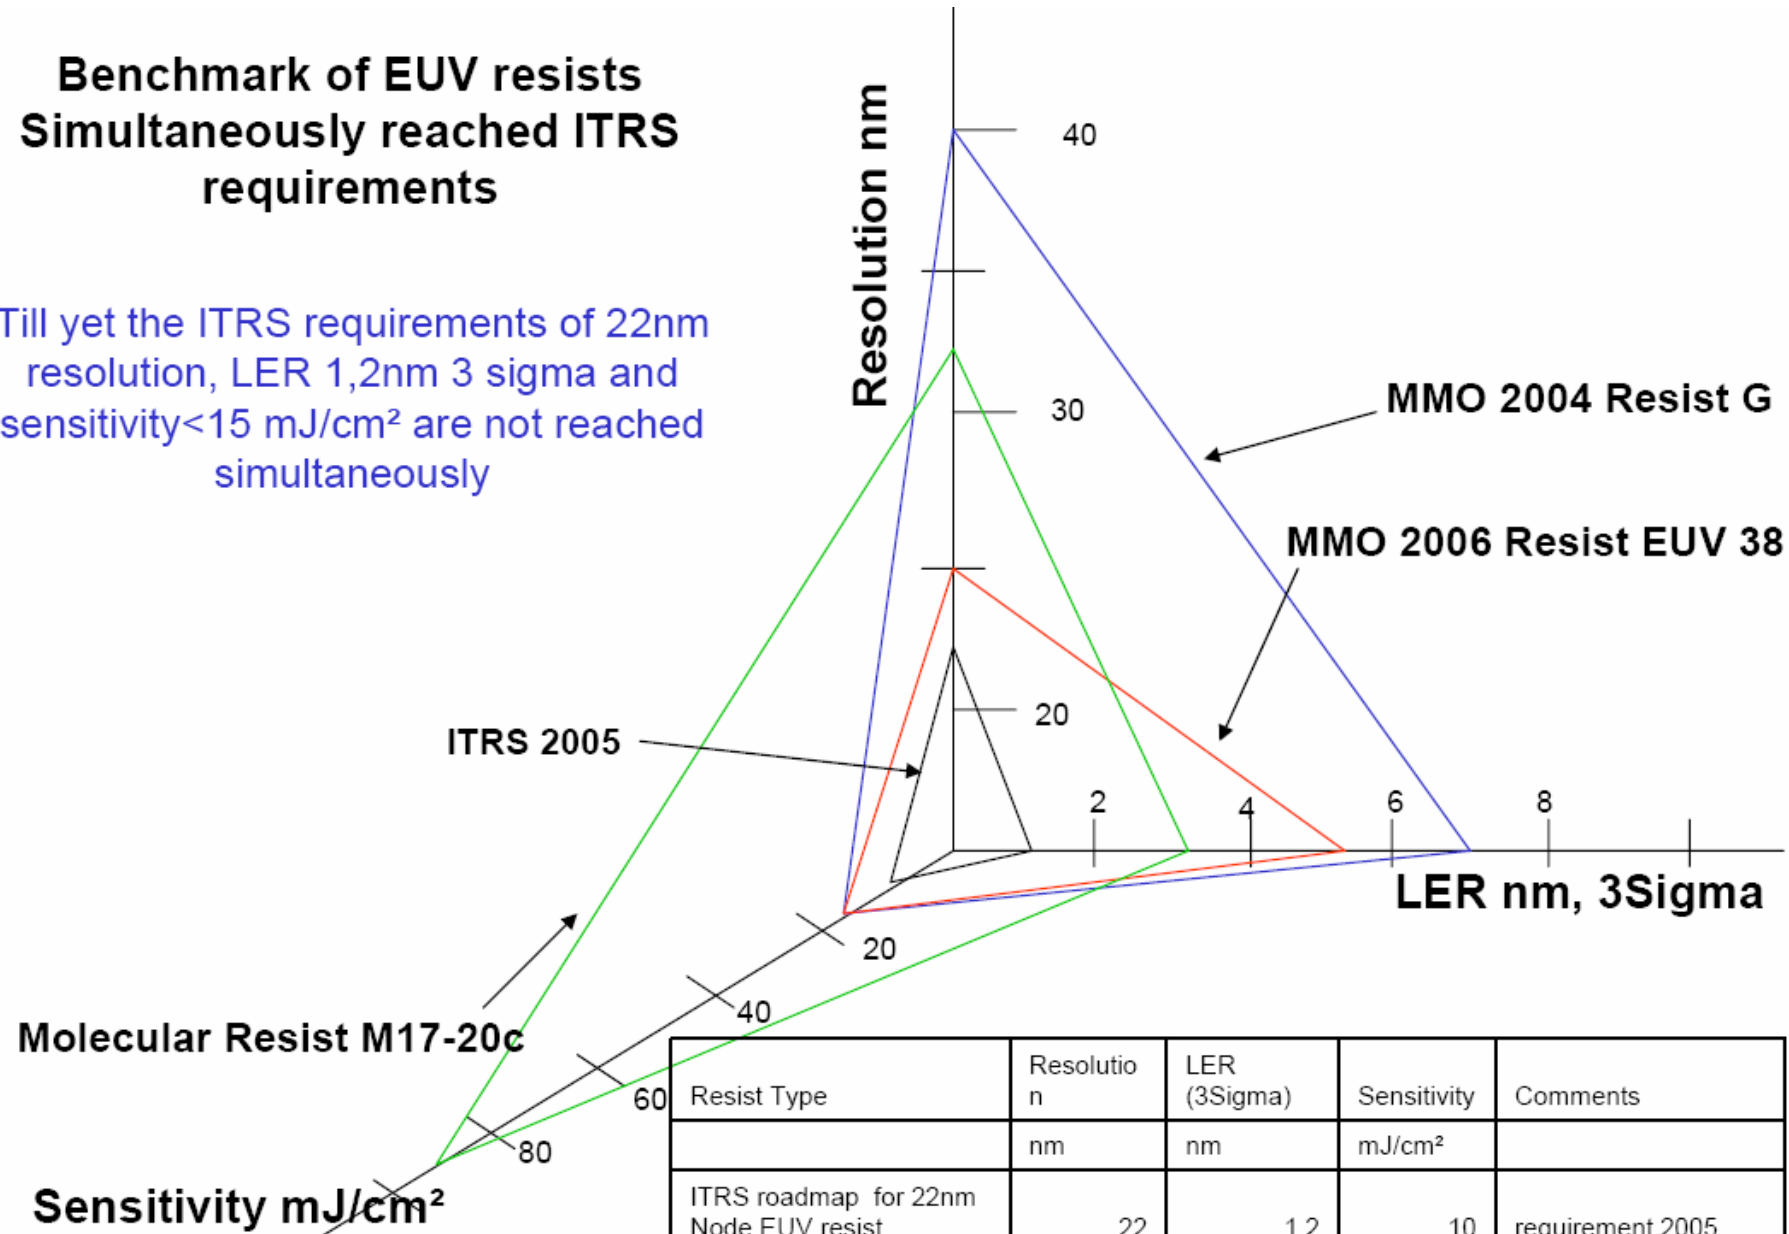 Benchmark of EUV resists
Simultaneously reached ITRS
requirements
Till yet the ITRS requirements of 22nm
resolution, LER 1,2nm 3 sigma and
sensitivity<15 mJ/cm² are not reached
simultaneously
Resolution nm
40
30
20
MMO 2004 Resist G
MMO 2006 Resist EUV 38
ITRS 2005
2 4 6 8
LER nm, 3Sigma
20
40
60
80
Molecular Resist M17-20c
Sensitivity mJ/cm²
Resist Type Resolutio
n LER
(3Sigma) Sensitivity Comments
nm nm mJ/cm²
ITRS roadmap for 22nm
Node EUV resist 22 1,2 10 requirement 2005